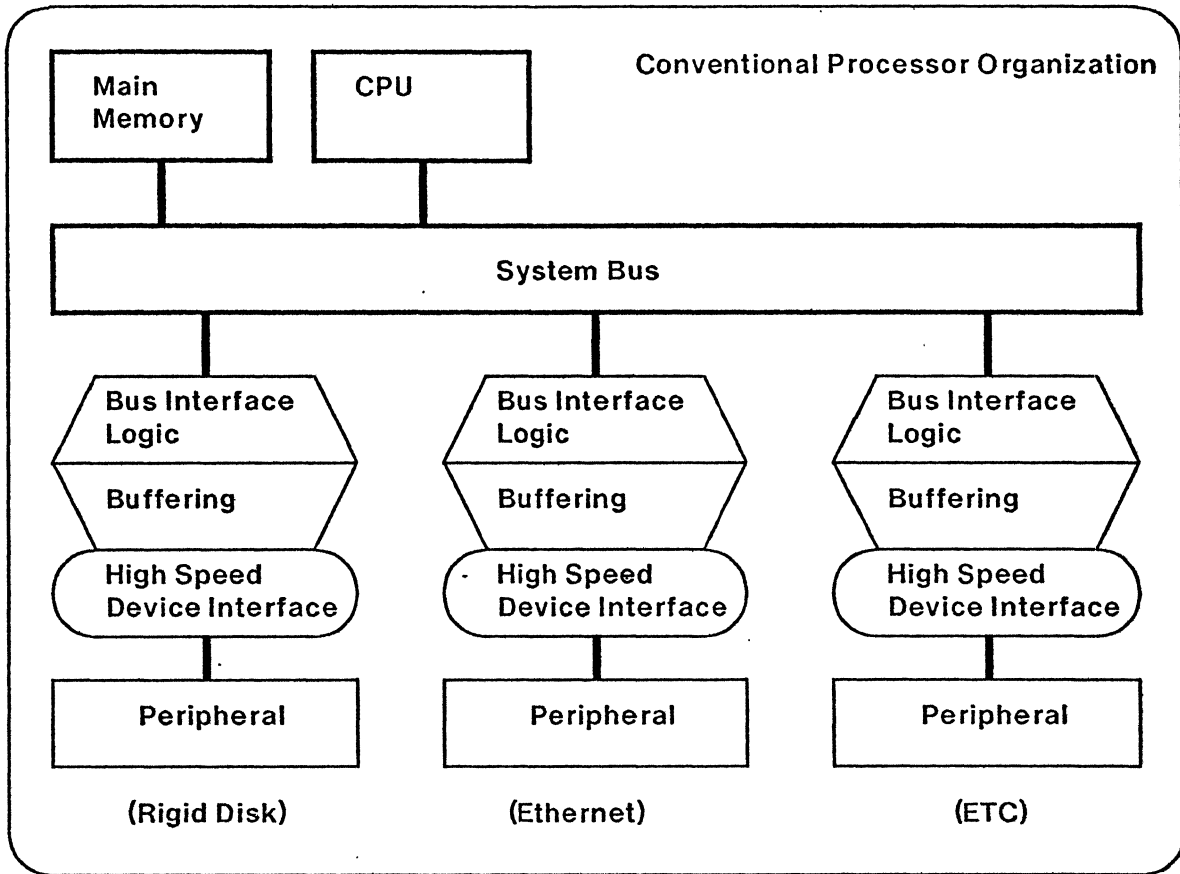 Conventional Processor Organization
Main
Memory
CPU
System Bus
Bus Interface
Logic
Buffering
High Speed
Device Interface
Peripheral
(Rigid Disk)
Bus Interface
Logic
Buffering
High Speed
Device Interface
Peripheral
(Ethernet)
Bus Interface
Logic
Buffering
High Speed
Device Interface
Peripheral
(ETC)